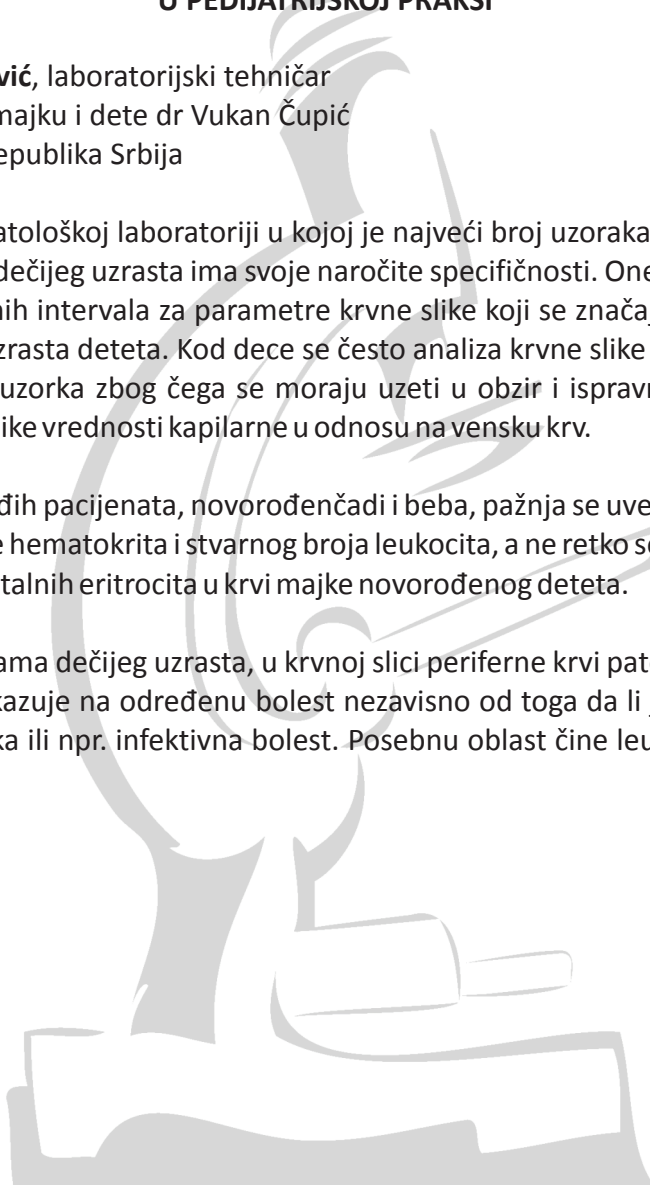 U PEDIJATRIJSKOJ PRAKSI
vić, laboratorijski tehničar
majku i dete dr Vukan Čupić
epublika Srbija
atološkoj laboratoriji u kojoj je najveći broj uzoraka
dečijeg uzrasta ima svoje naročite specifičnosti. One
nih intervala za parametre krvne slike koji se znača
zrasta deteta. Kod dece se često analiza krvne slike
uzorka zbog čega se moraju uzeti u obzir i isprav
ike vrednosti kapilarne u odnosu na vensku krv.
đih pacijenata, novorođenčadi i beba, pažnja se uve
e hematokrita i stvarnog broja leukocita, a ne retko s
talnih eritrocita u krvi majke novorođenog deteta.
ama dečijeg uzrasta, u krvnoj slici periferne krvi pat
kazuje na određenu bolest nezavisno od toga da li
ka ili npr. infektivna bolest. Posebnu oblast čine leu